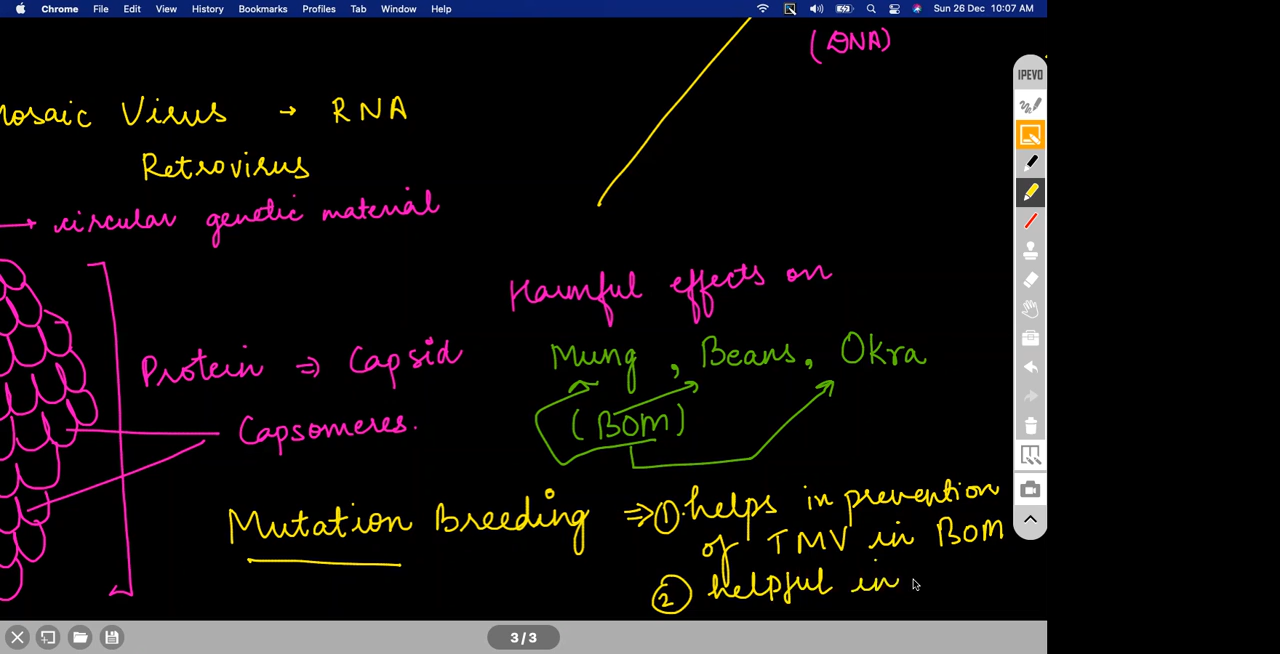 Chrome File Edit View History Bookmarks Profiles Tab Window Help
Sun 26 Dec 10:07 AM
(DNA)
IPEVO
Mosaic Virus → RNA
Retrovirus
→ circular genetic material
Harmful effects on
Mung, Beans, Okra
(BOM)
Protein ⇒ Capsid
Capsomeres.
Mutation Breeding ⇒ ① helps in prevention
of TMV in BOM
② helpful in
3/3